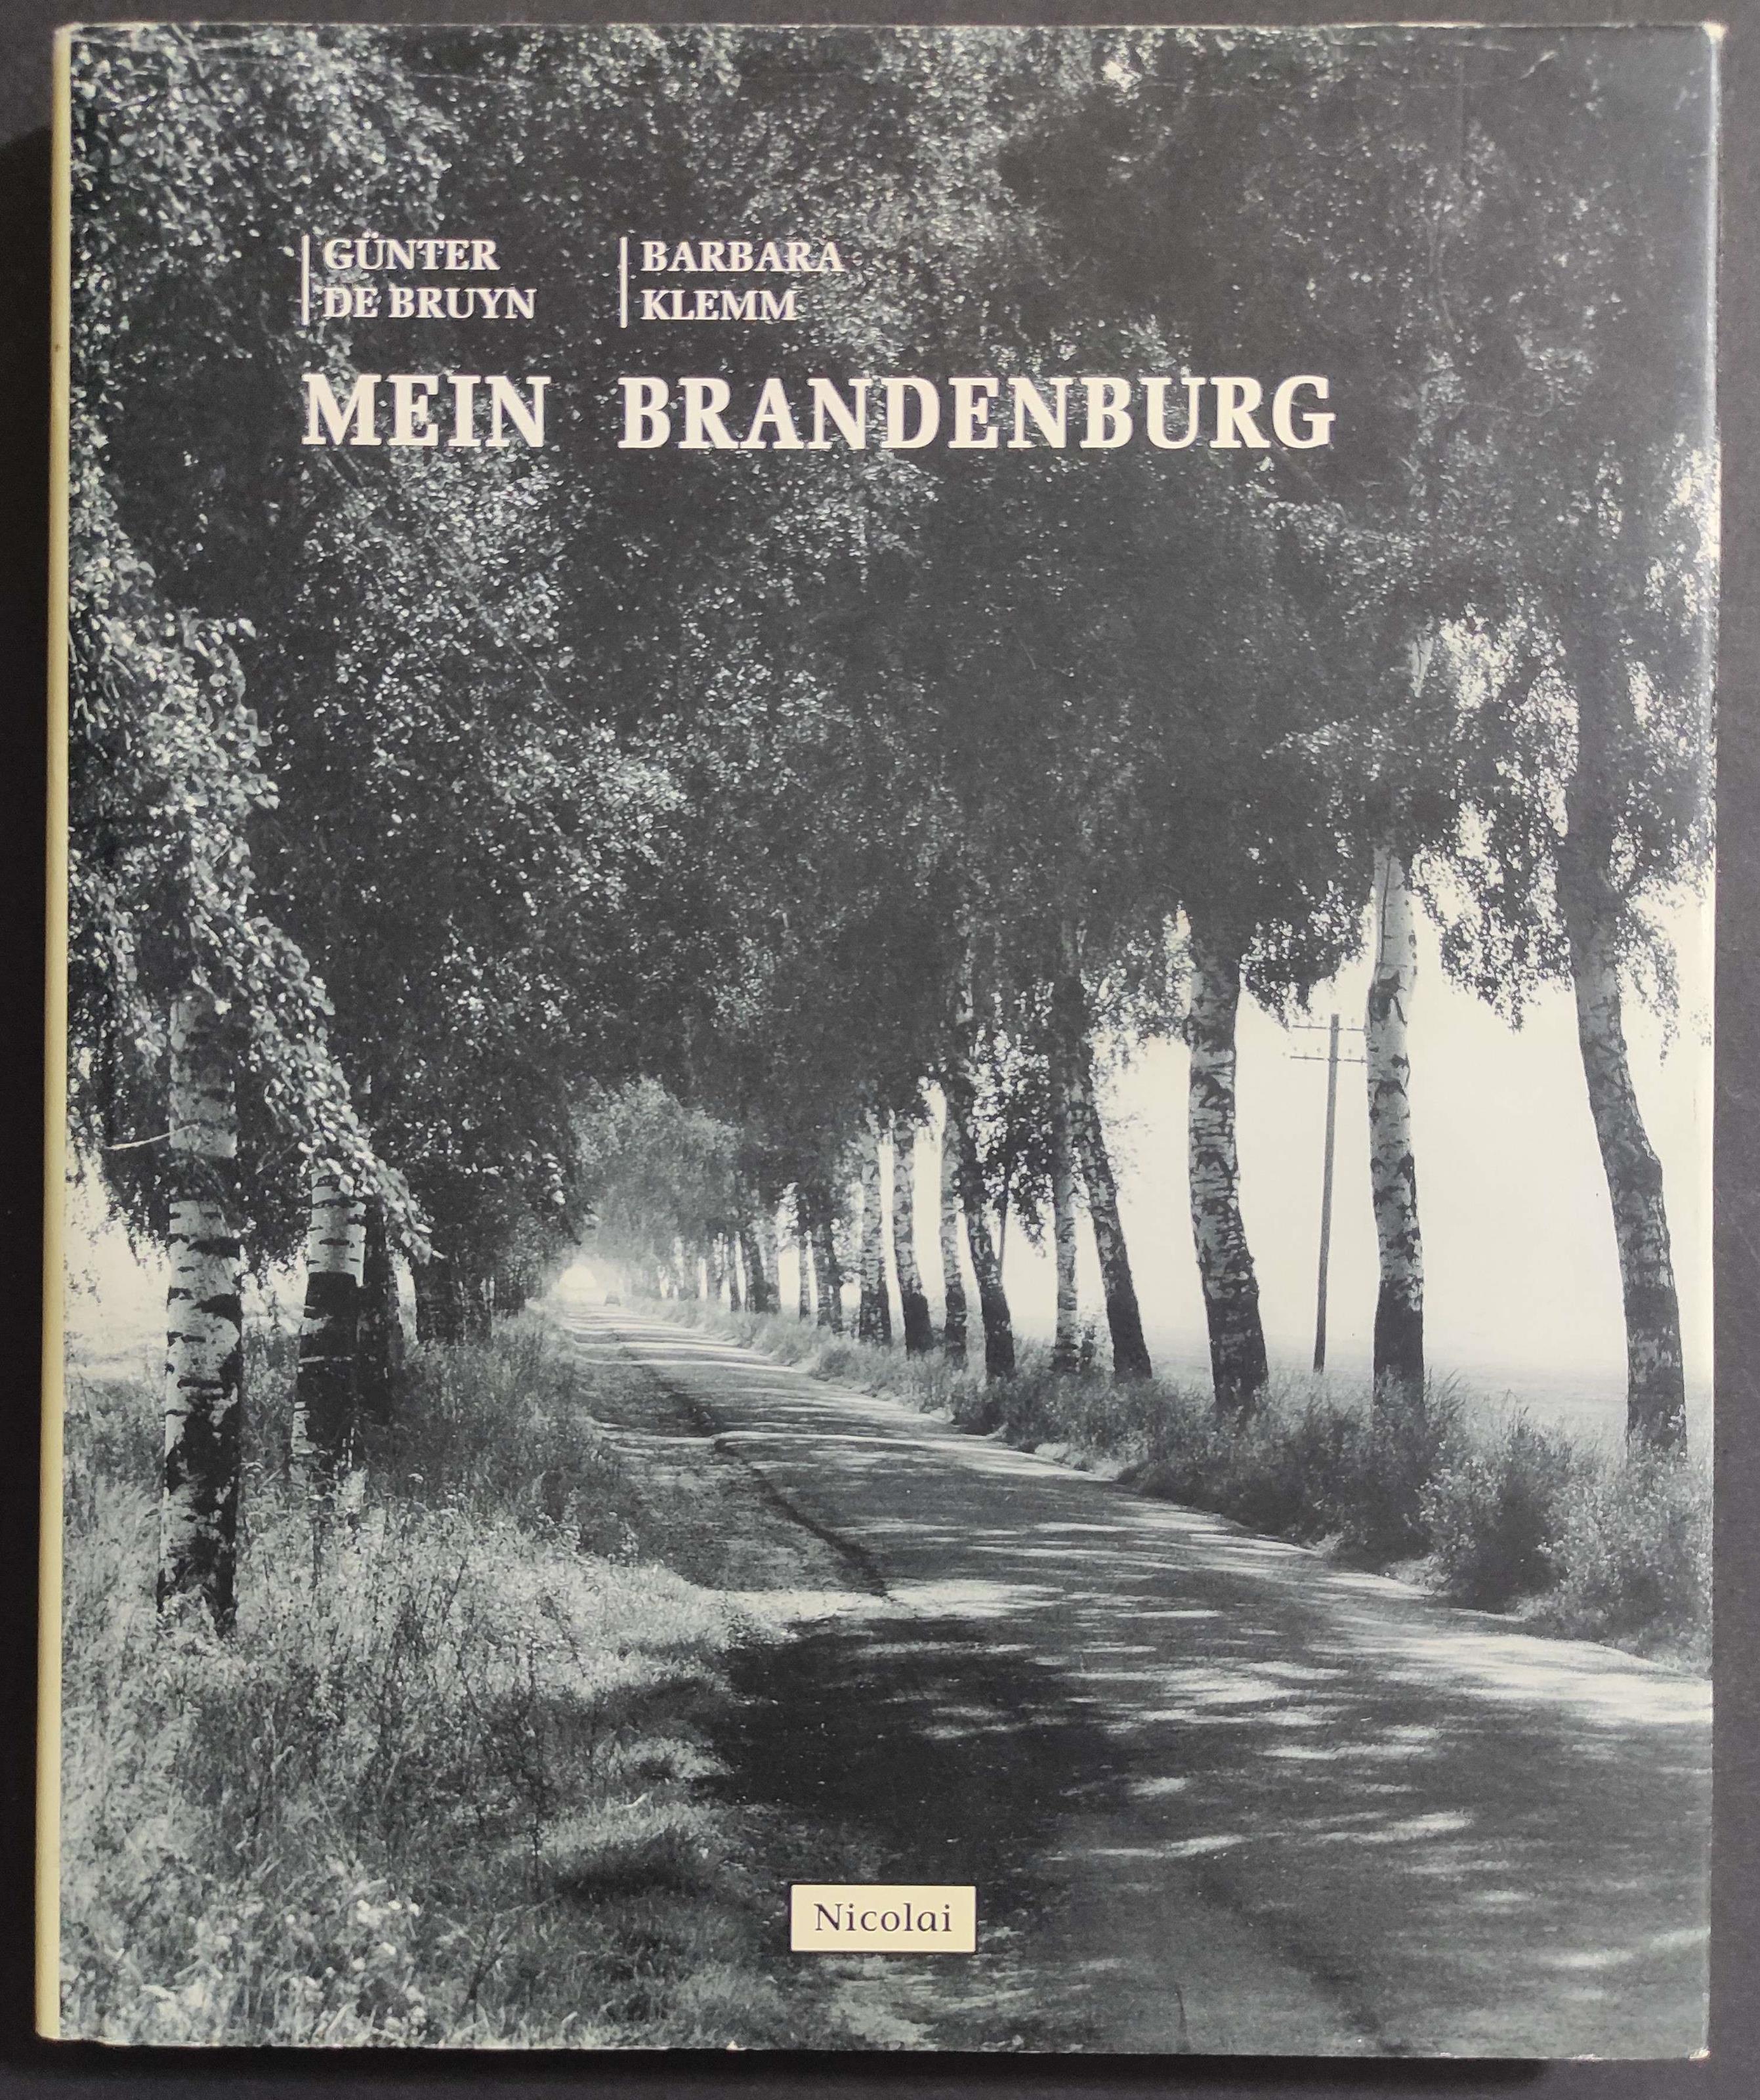 GÜNTER
DE BRUYN
BARBARA
KLEMM
MEIN BRANDENBURG
Nicolai